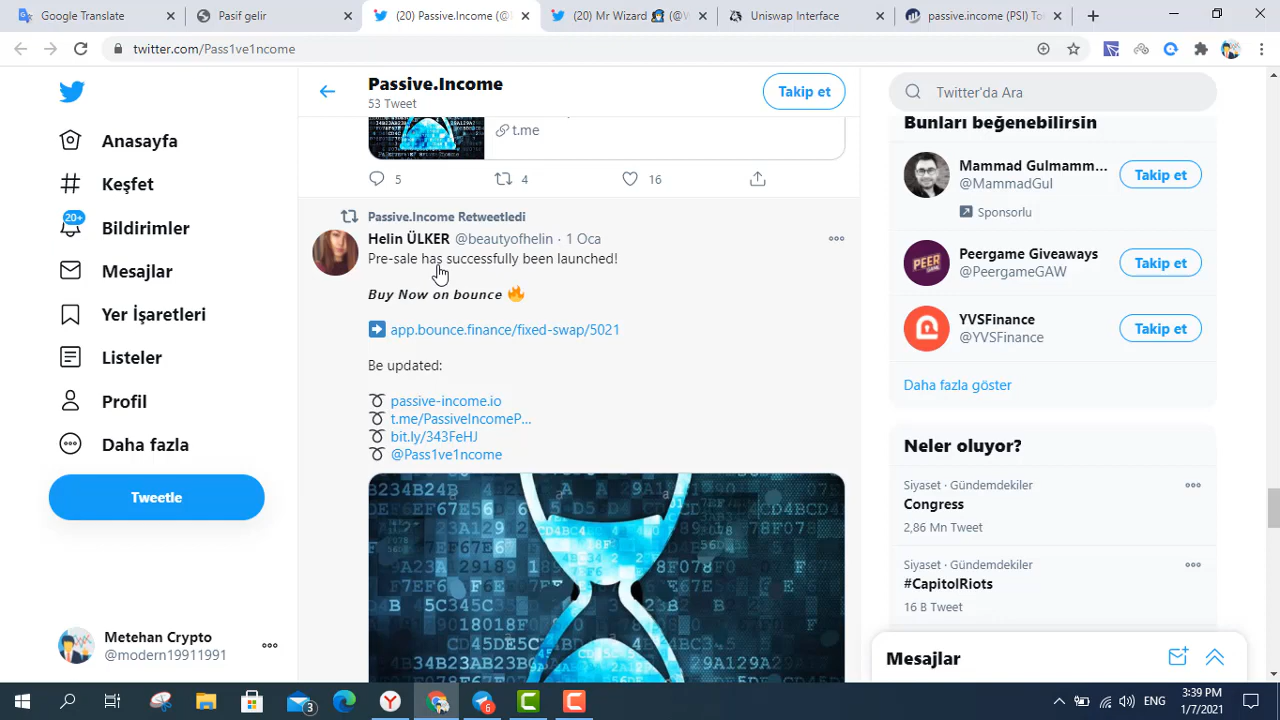 Google Translate
Pasif gelir
(20) Passive.Income (@
(20) Mr Wizard (@W
Uniswap Interface
passive.income (PSI) To
twitter.com/Pass1ve1ncome
Anasayfa
Keşfet
20+
Bildirimler
Mesajlar
Yer İşaretleri
Listeler
Profil
Daha fazla
Tweetle
Metehan Crypto
@modern19911991
Passive.Income
53 Tweet
Takip et
t.me
5
4
16
Passive.Income Retweetledi
Helin ÜLKER @beautyofhelin · 1 Oca
Pre-sale has successfully been launched!
Buy Now on bounce 🔥
➡️ app.bounce.finance/fixed-swap/5021
Be updated:
➰ passive-income.io
➰ t.me/PassiveIncomeP...
➰ bit.ly/343FeHJ
➰ @Pass1ve1ncome
Twitter'da Ara
Bunları beğenebilirsin
Mammad Gulmamm...
@MammadGul
Takip et
Sponsorlu
PEER
Peergame Giveaways
@PeergameGAW
Takip et
YVSFinance
@YVSFinance
Takip et
Daha fazla göster
Neler oluyor?
Siyaset · Gündemdekiler
Congress
2,86 Mn Tweet
Siyaset · Gündemdekiler
#CapitolRiots
16 B Tweet
Mesajlar
3
6
ENG
3:39 PM
1/7/2021